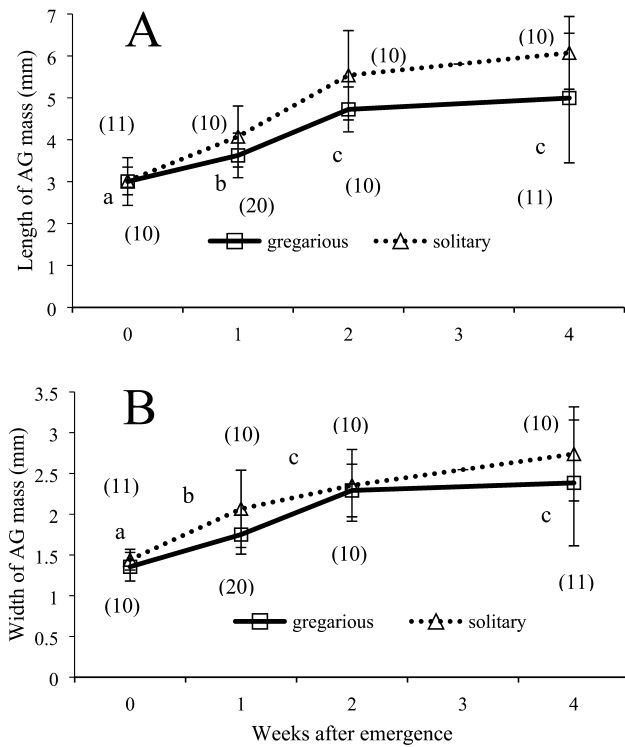 A
Length of AG mass (mm)
7
6
5
4
3
2
1
0
(10)
(10)
(11)
(10)
a
b
c
c
(10)
(20)
(10)
(11)
gregarious
solitary
0 1 2 3 4
B
Width of AG mass (mm)
3.5
3
2.5
2
1.5
1
0.5
0
(10)
(10)
(10)
(11)
c
b
a
c
(10)
(20)
(10)
(11)
gregarious
solitary
0 1 2 3 4
Weeks after emergence